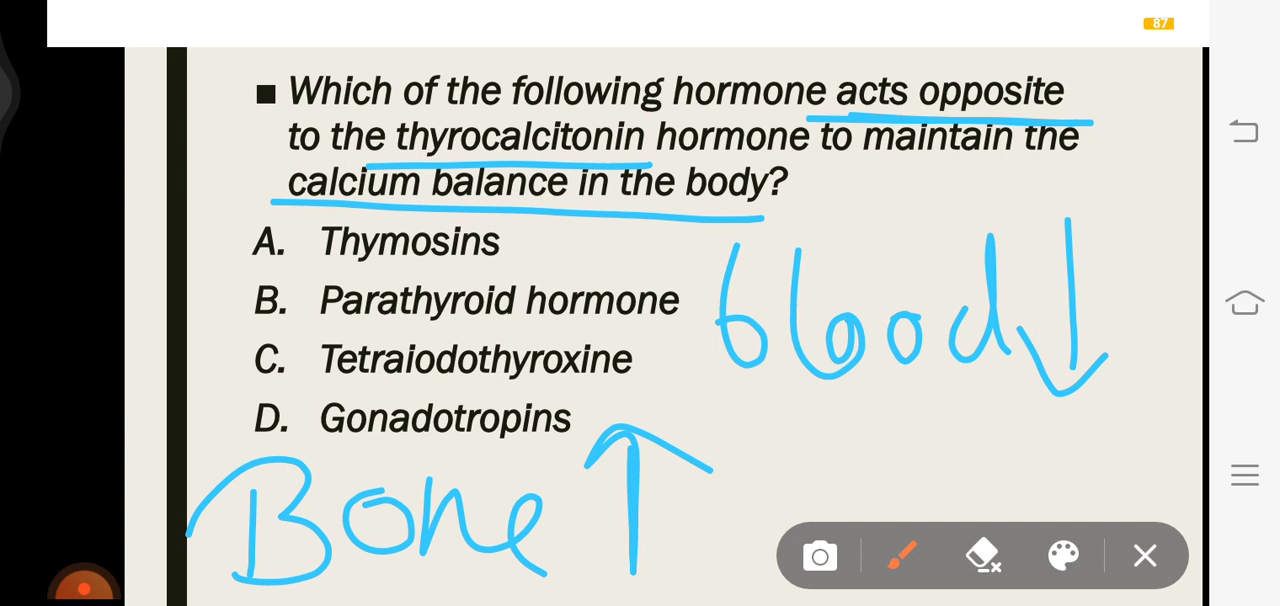 87
■ Which of the following hormone acts opposite
to the thyrocalcitonin hormone to maintain the
calcium balance in the body?
A. Thymosins
B. Parathyroid hormone
C. Tetraiodothyroxine
D. Gonadotropins
blood ↓
Bone ↑